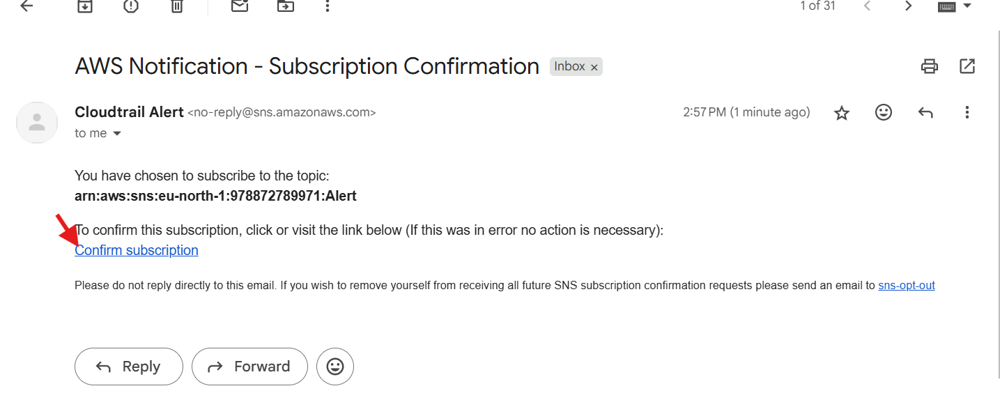 1 of 31
AWS Notification - Subscription Confirmation Inbox ×
Cloudtrail Alert <no-reply@sns.amazonaws.com> 2:57 PM (1 minute ago)
to me
You have chosen to subscribe to the topic:
arn:aws:sns:eu-north-1:978872789971:Alert
To confirm this subscription, click or visit the link below (If this was in error no action is necessary):
Confirm subscription
Please do not reply directly to this email. If you wish to remove yourself from receiving all future SNS subscription confirmation requests please send an email to sns-opt-out
Reply Forward